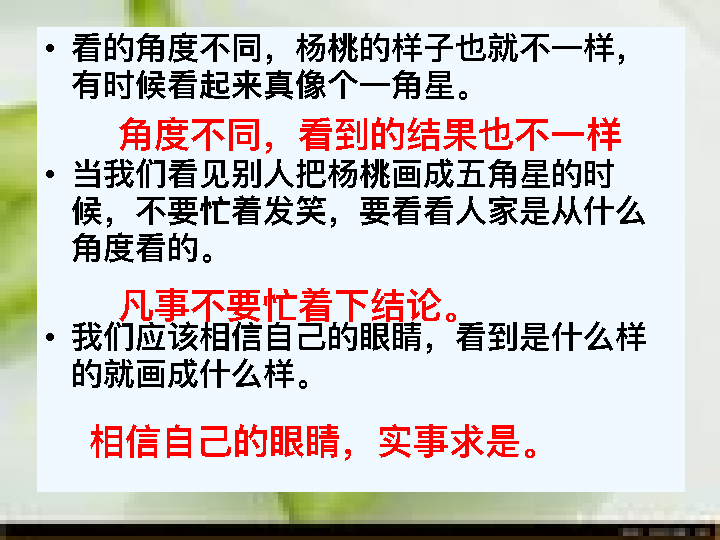 • 看的角度不同，杨桃的样子也就不一样，
有时候看起来真像个一角星。
角度不同，看到的结果也不一样
• 当我们看见别人把杨桃画成五角星的时
候，不要忙着发笑，要看看人家是从什么
角度看的。
凡事不要忙着下结论。
• 我们应该相信自己的眼睛，看到是什么样
的就画成什么样。
相信自己的眼睛，实事求是。